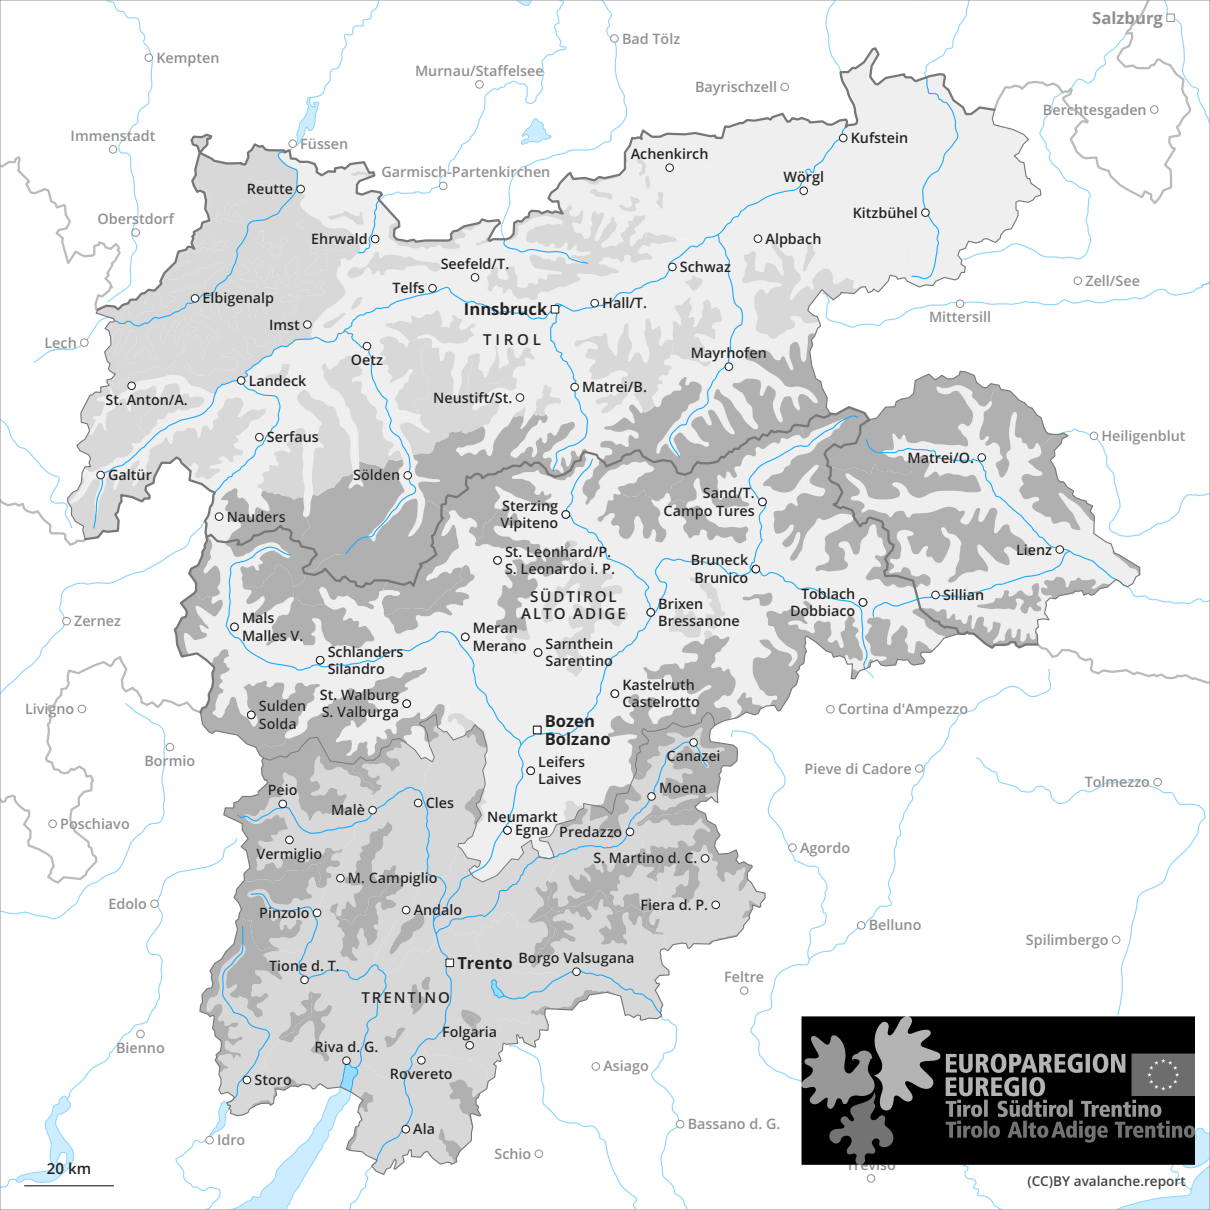 Salzburg
Bad Tölz
Kempten
Murnau/Staffelsee
Bayrischzell
Berchtesgaden
Immenstadt
Füssen
Kufstein
Achenkirch
Garmisch-Partenkirchen
Wörgl
Reutte
Oberstdorf
Kitzbühel
Ehrwald
Alpbach
Seefeld/T.
Schwaz
Zell/See
Telfs
Elbigenalp
Hall/T.
Innsbruck
Mittersill
Imst
TIROL
Lech
Mayrhofen
Oetz
Landeck
Matrei/B.
St. Anton/A.
Neustift/St.
Serfaus
Heiligenblut
Matrei/O.
Galtür
Sölden
Sand/T.
Campo Tures
Sterzing
Vipiteno
Nauders
St. Leonhard/P.
S. Leonardo i. P.
Lienz
Bruneck
Brunico
SÜDTIROL
ALTO ADIGE
Toblach
Dobbiaco
Sillian
Brixen
Bressanone
Mals
Malles V.
Zernez
Meran
Merano
Sarnthein
Sarentino
Schlanders
Silandro
Kastelruth
Castelrotto
St. Walburg
S. Valburga
Sulden
Solda
Livigno
Cortina d'Ampezzo
Bozen
Bolzano
Bormio
Canazei
Leifers
Laives
Pieve di Cadore
Tolmezzo
Peio
Moena
Malè
Cles
Neumarkt
Egna
Predazzo
Poschiavo
Vermiglio
Agordo
S. Martino d. C.
M. Campiglio
Edolo
Pinzolo
Andalo
Fiera d. P.
Belluno
Spilimbergo
Trento
Borgo Valsugana
Tione d. T.
Feltre
TRENTINO
Folgaria
Bienno
Riva d. G.
Asiago
Rovereto
Storo
EUROPAREGION
EUREGIO
Tirol Südtirol Trentino
Tirolo Alto Adige Trentino
Ala
Bassano d. G.
Idro
Schio
Treviso
20 km
(CC)BY avalanche.report